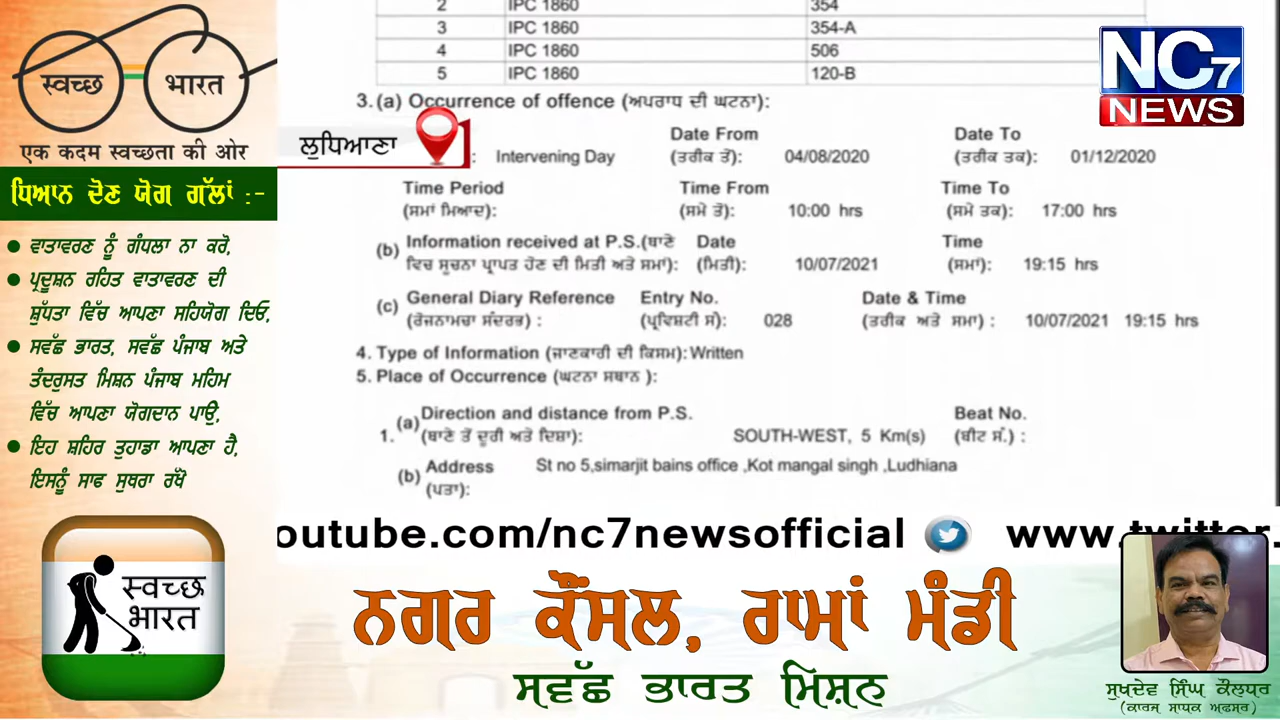 2 IPC 1860 354
3 IPC 1860 354-A
4 IPC 1860 506
5 IPC 1860 120-B
3.(a) Occurrence of offence (ਅਪਰਾਧ ਦੀ ਘਟਨਾ):
ਲੁਧਿਆਣਾ
Date From Date To
: Intervening Day (ਤਰੀਕ ਤੋਂ) 04/08/2020 (ਤਰੀਕ ਤਕ): 01/12/2020
Time Period Time From Time To
(ਸਮਾਂ ਮਿਆਦ): (ਸਮੇ ਤੋਂ): 10:00 hrs (ਸਮੇ ਤਕ): 17:00 hrs
(b) Information received at P.S.(ਥਾਣੇ Date Time
ਵਿਚ ਸੂਚਨਾ ਪ੍ਰਾਪਤ ਹੋਣ ਦੀ ਮਿਤੀ ਅਤੇ ਸਮਾਂ): (ਮਿਤੀ): 10/07/2021 (ਸਮਾਂ): 19:15 hrs
(c) General Diary Reference Entry No. Date & Time
(ਰੋਜ਼ਨਾਮਚਾ ਸੰਦਰਭ) : (ਪ੍ਰਵਿਸ਼ਟੀ ਸੰ): 028 (ਤਰੀਕ ਅਤੇ ਸਮਾ) : 10/07/2021 19:15 hrs
4. Type of Information (ਜਾਣਕਾਰੀ ਦੀ ਕਿਸਮ): Written
5. Place of Occurrence (ਘਟਨਾ ਸਥਾਨ ):
(a) Direction and distance from P.S. Beat No.
1. (ਥਾਣੇ ਤੋਂ ਦੂਰੀ ਅਤੇ ਦਿਸ਼ਾ): SOUTH-WEST, 5 Km(s) (ਬੀਟ ਸੰ.) :
(b) Address St no 5,simarjit bains office ,Kot mangal singh ,Ludhiana
(ਪਤਾ):
NC7
NEWS
स्वच्छ भारत
ਏਕ ਕਦਮ ਸ੍ਵਚ੍ਛਤਾ ਕੀ ਓਰ
ਧਿਆਨ ਦੇਣ ਯੋਗ ਗੱਲਾਂ :-
● ਵਾਤਾਵਰਣ ਨੂੰ ਗੰਧਲਾ ਨਾ ਕਰੋ,
● ਪ੍ਰਦੂਸ਼ਨ ਰਹਿਤ ਵਾਤਾਵਰਣ ਦੀ
ਸ਼ੁੱਧਤਾ ਵਿੱਚ ਆਪਣਾ ਸਹਿਯੋਗ ਦਿਓ,
● ਸਵੱਛ ਭਾਰਤ, ਸਵੱਛ ਪੰਜਾਬ ਅਤੇ
ਤੰਦਰੁਸਤ ਮਿਸ਼ਨ ਪੰਜਾਬ ਮਹਿਮ
ਵਿੱਚ ਆਪਣਾ ਯੋਗਦਾਨ ਪਾਉ,
● ਇਹ ਸ਼ਹਿਰ ਤੁਹਾਡਾ ਆਪਣਾ ਹੈ,
ਇਸਨੂੰ ਸਾਫ ਸੁਥਰਾ ਰੱਖੋ
स्वच्छ
भारत
outube.com/nc7newsofficial www.twitter.
ਨਗਰ ਕੌਂਸਲ, ਰਾਮਾਂ ਮੰਡੀ
ਸਵੱਛ ਭਾਰਤ ਮਿਸ਼ਨ
ਸੁਖਦੇਵ ਸਿੰਘ ਕੌਲਧਰ
(ਕਾਰਜ ਸਾਧਕ ਅਫਸਰ)